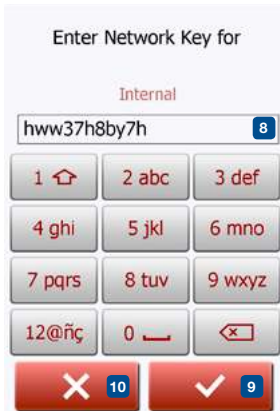 Enter Network Key for
Internal
hww37h8by7h 8
1 2 abc 3 def
4 ghi 5 jkl 6 mno
7 pqrs 8 tuv 9 wxyz
12@ñç 0
10 9